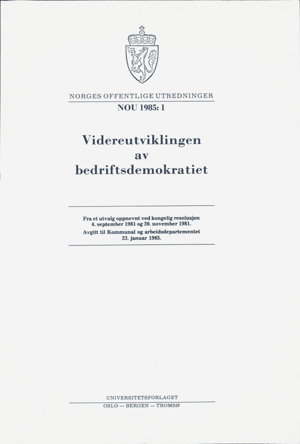 NORGES OFFENTLIGE UTREDNINGER
NOU 1985: 1
Videreutviklingen
av
bedriftsdemokratiet
Fra et utvalg oppnevnt ved kongelig resolusjon
4. september 1981 og 20. november 1981.
Avgitt til Kommunal og arbeidsdepartementet
23. januar 1985.
UNIVERSITETSFORLAGET
OSLO — BERGEN — TROMSØ